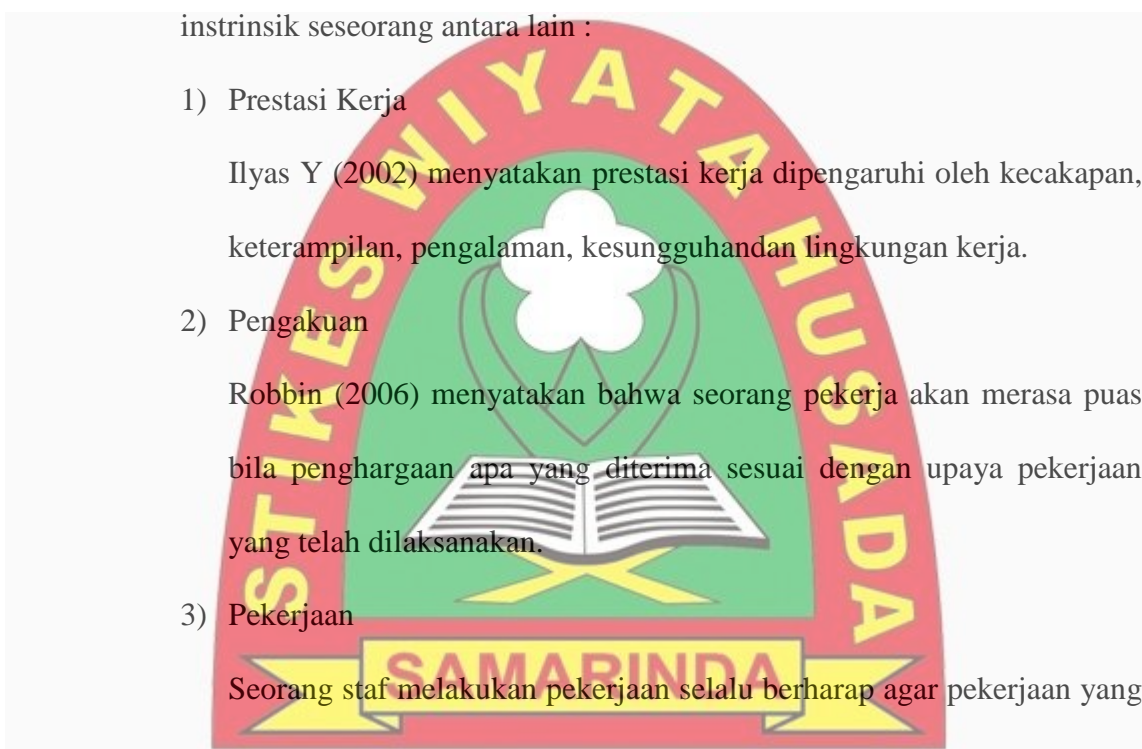 instrinsik seseorang antara lain :
1) Prestasi Kerja
Ilyas Y (2002) menyatakan prestasi kerja dipengaruhi oleh kecakapan,
keterampilan, pengalaman, kesungguhandan lingkungan kerja.
2) Pengakuan
Robbin (2006) menyatakan bahwa seorang pekerja akan merasa puas
bila penghargaan apa yang diterima sesuai dengan upaya pekerjaan
yang telah dilaksanakan.
3) Pekerjaan
Seorang staf melakukan pekerjaan selalu berharap agar pekerjaan yang
STIKES WIYATA HUSADA
SAMARINDA